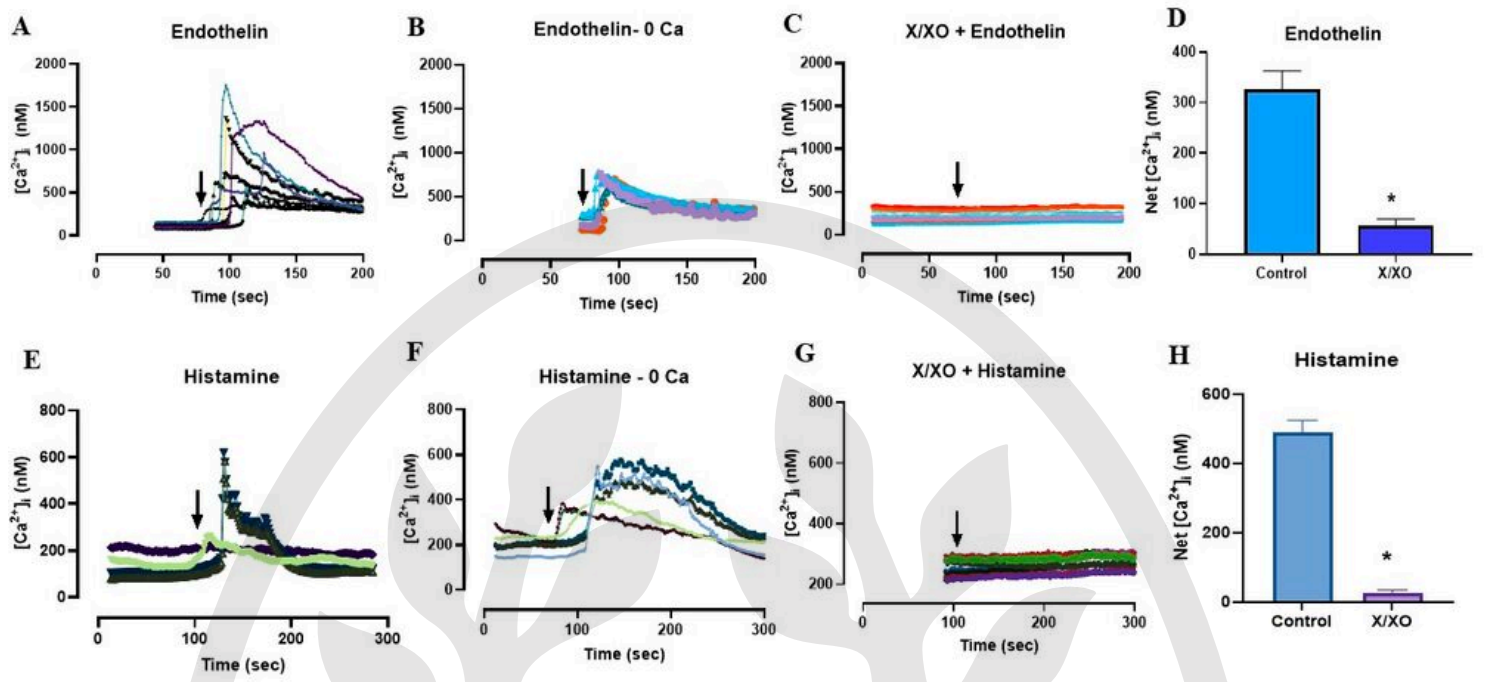 A
Endothelin
[Ca²⁺]ᵢ (nM)
2000
1500
1000
500
0
0 50 100 150 200
Time (sec)
B
Endothelin- 0 Ca
[Ca²⁺]ᵢ (nM)
2000
1500
1000
500
0
0 50 100 150 200
Time (sec)
C
X/XO + Endothelin
[Ca²⁺]ᵢ (nM)
2000
1500
1000
500
0
0 50 100 150 200
Time (sec)
D
Endothelin
Net [Ca²⁺]ᵢ (nM)
400
300
200
100
0
*
Control X/XO
E
Histamine
[Ca²⁺]ᵢ (nM)
800
600
400
200
0
0 100 200 300
Time (sec)
F
Histamine - 0 Ca
[Ca²⁺]ᵢ (nM)
800
600
400
200
0
0 100 200 300
Time (sec)
G
X/XO + Histamine
[Ca²⁺]ᵢ (nM)
800
600
400
200
0 100 200 300
Time (sec)
H
Histamine
Net [Ca²⁺]ᵢ (nM)
600
400
200
0
*
Control X/XO